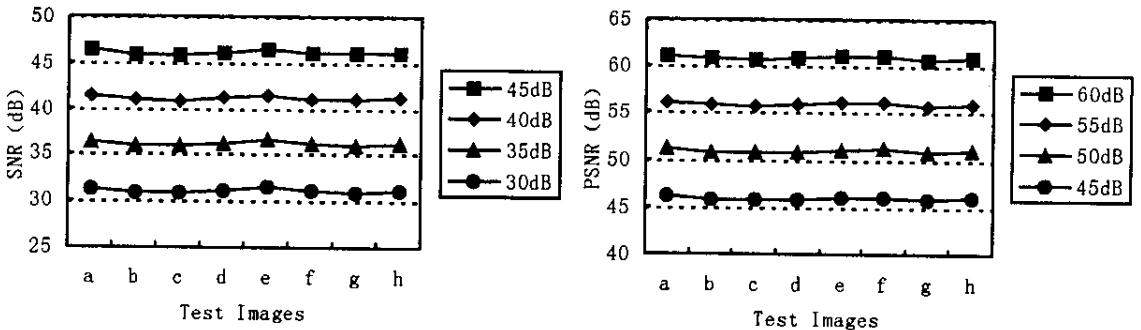 50
45
40
35
30
25
SNR (dB)
a b c d e f g h
Test Images
45dB
40dB
35dB
30dB
65
60
55
50
45
40
PSNR (dB)
a b c d e f g h
Test Images
60dB
55dB
50dB
45dB